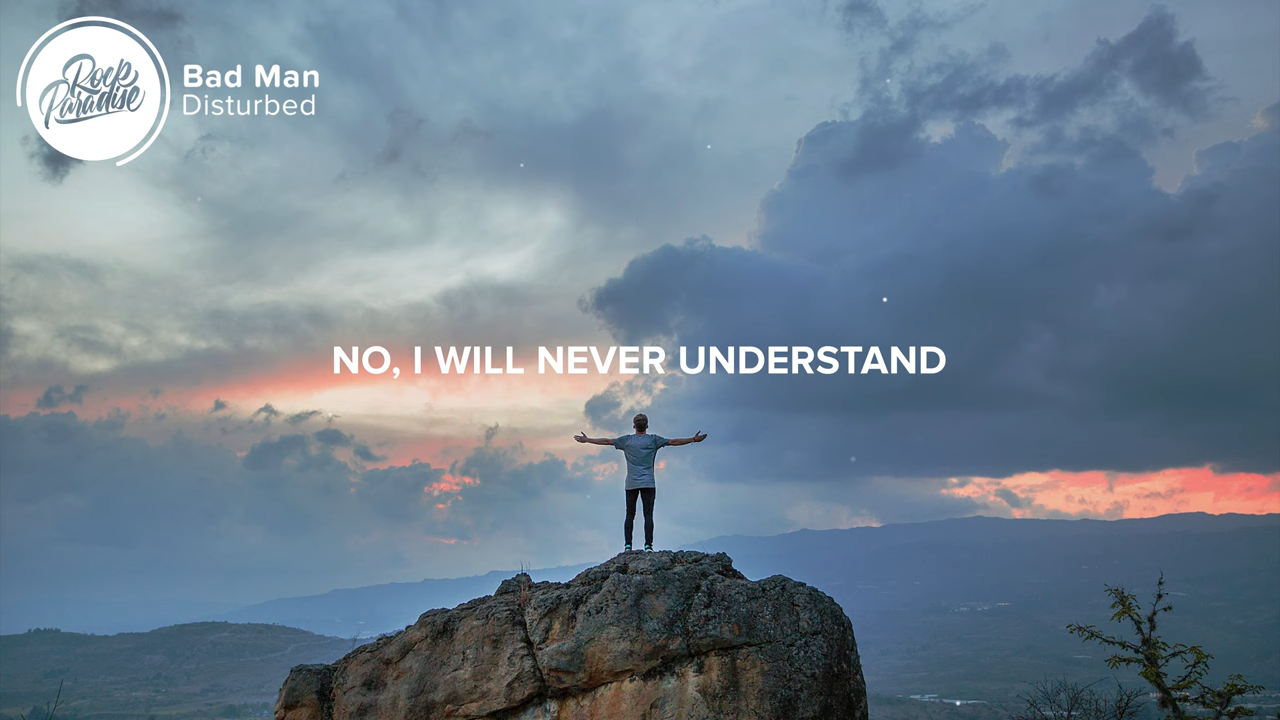 Rock
Paradise
Bad Man
Disturbed
NO, I WILL NEVER UNDERSTAND